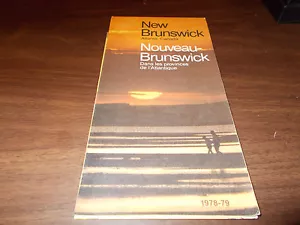 New
Brunswick
Atlantic Canada
Nouveau-
Brunswick
Dans les provinces
de l'Atlantique
1978-79